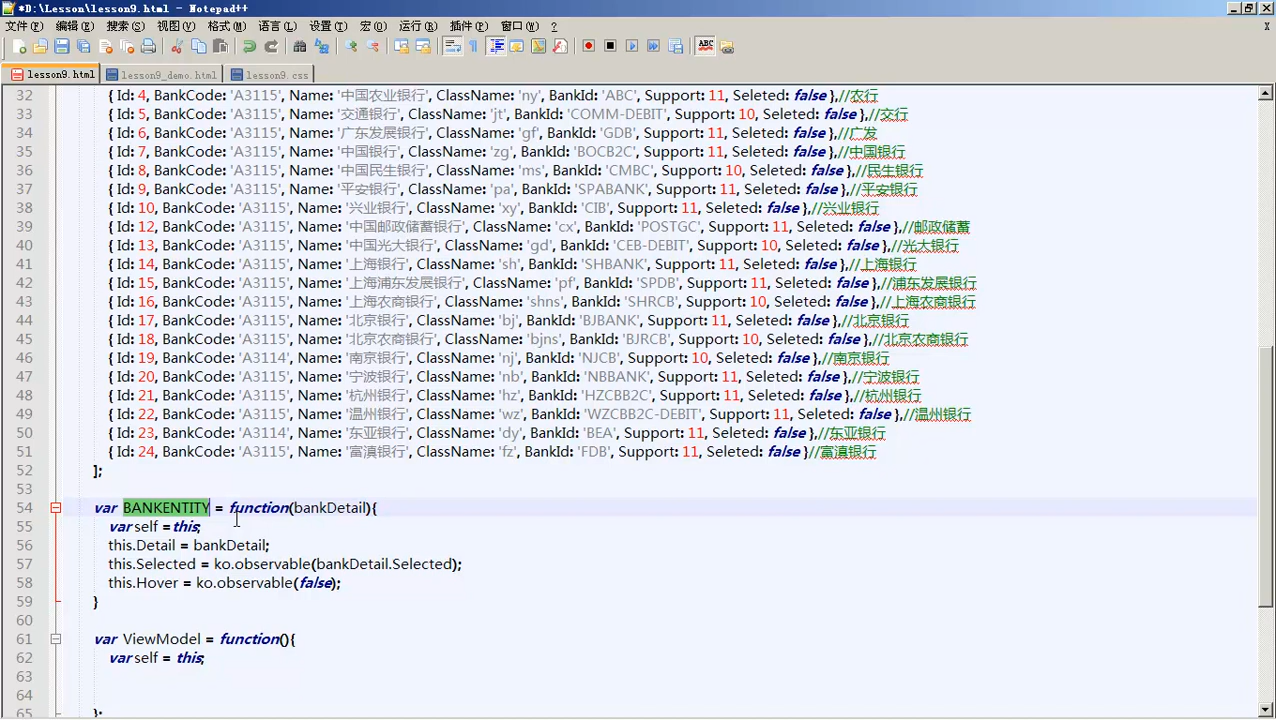 *D:\Lesson\lesson9.html - Notepad++
文件(F) 编辑(E) 搜索(S) 视图(V) 格式(M) 语言(L) 设置(T) 宏(O) 运行(R) 插件(P) 窗口(W) ? X
lesson9.html lesson9_demo.html lesson9.css
32 { Id: 4, BankCode: 'A3115', Name: '中国农业银行', ClassName: 'ny', BankId: 'ABC', Support: 11, Seleted: false },//农行
33 { Id: 5, BankCode: 'A3115', Name: '交通银行', ClassName: 'jt', BankId: 'COMM-DEBIT', Support: 10, Seleted: false },//交行
34 { Id: 6, BankCode: 'A3115', Name: '广东发展银行', ClassName: 'gf', BankId: 'GDB', Support: 11, Seleted: false },//广发
35 { Id: 7, BankCode: 'A3115', Name: '中国银行', ClassName: 'zg', BankId: 'BOCB2C', Support: 11, Seleted: false },//中国银行
36 { Id: 8, BankCode: 'A3115', Name: '中国民生银行', ClassName: 'ms', BankId: 'CMBC', Support: 10, Seleted: false },//民生银行
37 { Id: 9, BankCode: 'A3115', Name: '平安银行', ClassName: 'pa', BankId: 'SPABANK', Support: 11, Seleted: false },//平安银行
38 { Id: 10, BankCode: 'A3115', Name: '兴业银行', ClassName: 'xy', BankId: 'CIB', Support: 11, Seleted: false },//兴业银行
39 { Id: 12, BankCode: 'A3115', Name: '中国邮政储蓄银行', ClassName: 'cx', BankId: 'POSTGC', Support: 11, Seleted: false },//邮政储蓄
40 { Id: 13, BankCode: 'A3115', Name: '中国光大银行', ClassName: 'gd', BankId: 'CEB-DEBIT', Support: 10, Seleted: false },//光太银行
41 { Id: 14, BankCode: 'A3115', Name: '上海银行', ClassName: 'sh', BankId: 'SHBANK', Support: 11, Seleted: false },//上海银行
42 { Id: 15, BankCode: 'A3115', Name: '上海浦东发展银行', ClassName: 'pf', BankId: 'SPDB', Support: 11, Seleted: false },//浦东发展银行
43 { Id: 16, BankCode: 'A3115', Name: '上海农商银行', ClassName: 'shns', BankId: 'SHRCB', Support: 10, Seleted: false },//上海农商银行
44 { Id: 17, BankCode: 'A3115', Name: '北京银行', ClassName: 'bj', BankId: 'BJBANK', Support: 11, Seleted: false },//北京银行
45 { Id: 18, BankCode: 'A3115', Name: '北京农商银行', ClassName: 'bjns', BankId: 'BJRCB', Support: 10, Seleted: false },//北京农商银行
46 { Id: 19, BankCode: 'A3114', Name: '南京银行', ClassName: 'nj', BankId: 'NJCB', Support: 10, Seleted: false },//南京银行
47 { Id: 20, BankCode: 'A3115', Name: '宁波银行', ClassName: 'nb', BankId: 'NBBANK', Support: 11, Seleted: false },//宁波银行
48 { Id: 21, BankCode: 'A3115', Name: '杭州银行', ClassName: 'hz', BankId: 'HZCBB2C', Support: 11, Seleted: false },//杭州银行
49 { Id: 22, BankCode: 'A3115', Name: '温州银行', ClassName: 'wz', BankId: 'WZCBB2C-DEBIT', Support: 11, Seleted: false },//温州银行
50 { Id: 23, BankCode: 'A3114', Name: '东亚银行', ClassName: 'dy', BankId: 'BEA', Support: 11, Seleted: false },//东亚银行
51 { Id: 24, BankCode: 'A3115', Name: '富滇银行', ClassName: 'fz', BankId: 'FDB', Support: 11, Seleted: false }//富滇银行
52 ];
53
54 var BANKENTITY = function(bankDetail){
55 var self =this;
56 this.Detail = bankDetail;
57 this.Selected = ko.observable(bankDetail.Selected);
58 this.Hover = ko.observable(false);
59 }
60
61 var ViewModel = function(){
62 var self = this;
63
64
65 };